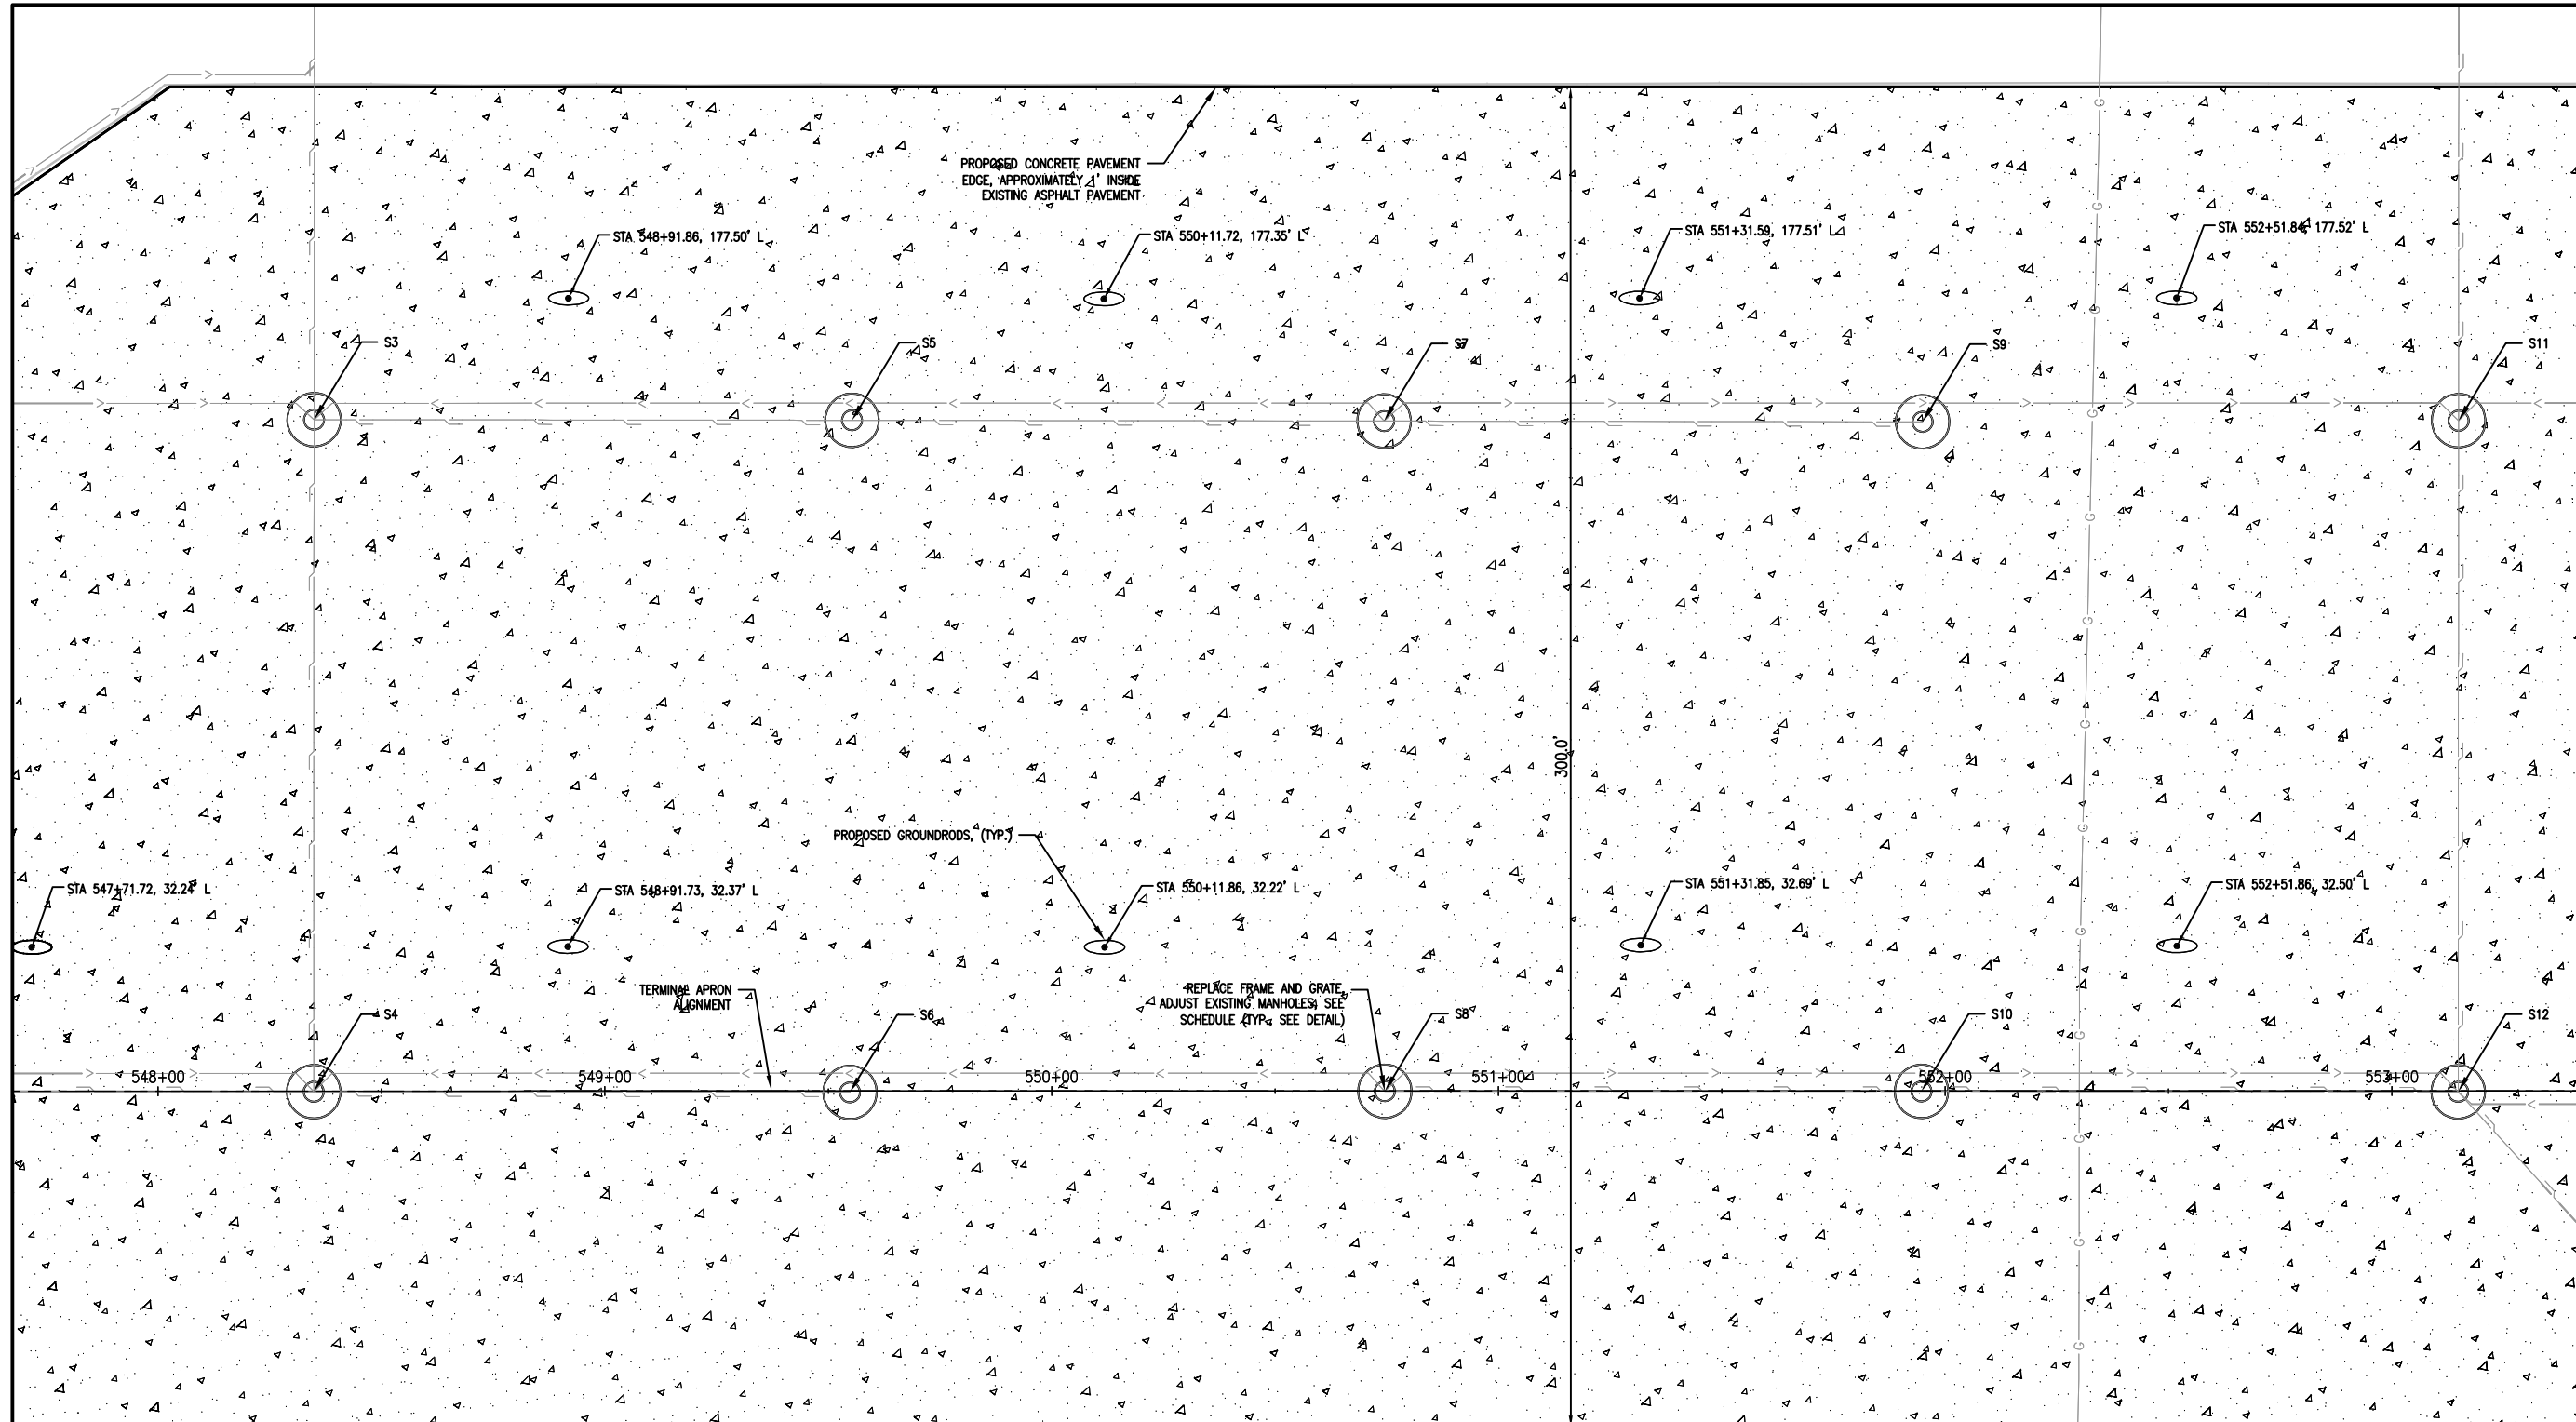 PROPOSED CONCRETE PAVEMENT
EDGE, APPROXIMATELY 1' INSIDE
EXISTING ASPHALT PAVEMENT
STA 548+91.86, 177.50' L
STA 550+11.72, 177.35' L
STA 551+31.59, 177.51' L
STA 552+51.84, 177.52' L
S3
S5
S7
S9
S11
G
G
G
G
G
G
G
G
300.0'
G
PROPOSED GROUNDRODS, (TYP.)
STA 547+71.72, 32.24' L
STA 548+91.73, 32.37' L
STA 550+11.86, 32.22' L
STA 551+31.85, 32.69' L
STA 552+51.86, 32.50' L
G
TERMINAL APRON
ALIGNMENT
REPLACE FRAME AND GRATE,
ADJUST EXISTING MANHOLES, SEE
SCHEDULE (TYP., SEE DETAIL)
S4
S6
S8
S10
S12
G
548+00
549+00
550+00
551+00
552+00
553+00
G
G
G